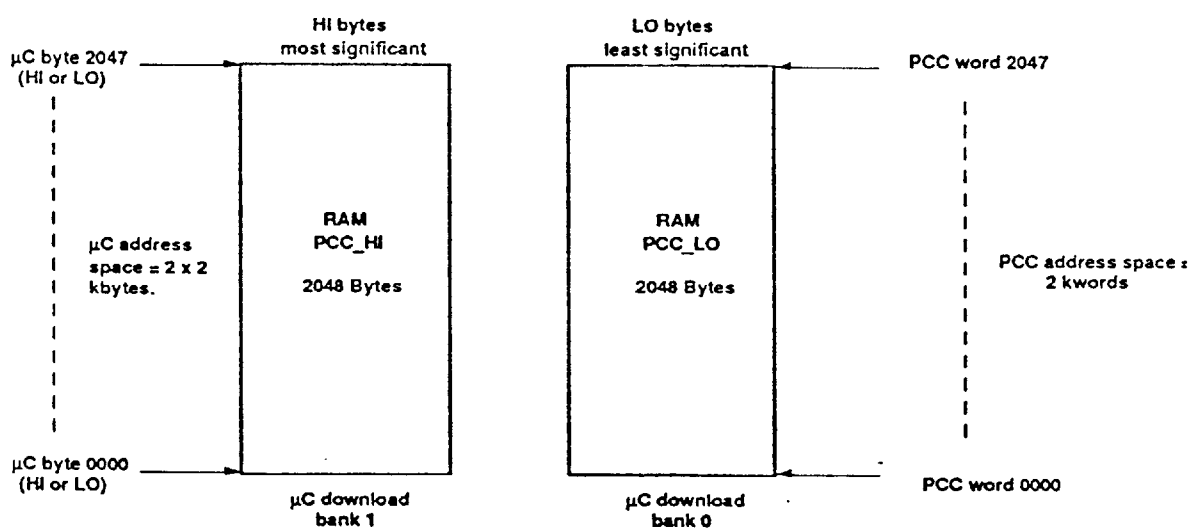 HI bytes
most significant
LO bytes
least significant
µC byte 2047
(HI or LO)
PCC word 2047
µC address
space = 2 x 2
kbytes.
RAM
PCC_HI
2048 Bytes
RAM
PCC_LO
2048 Bytes
PCC address space =
2 kwords
µC byte 0000
(HI or LO)
PCC word 0000
µC download
bank 1
µC download
bank 0